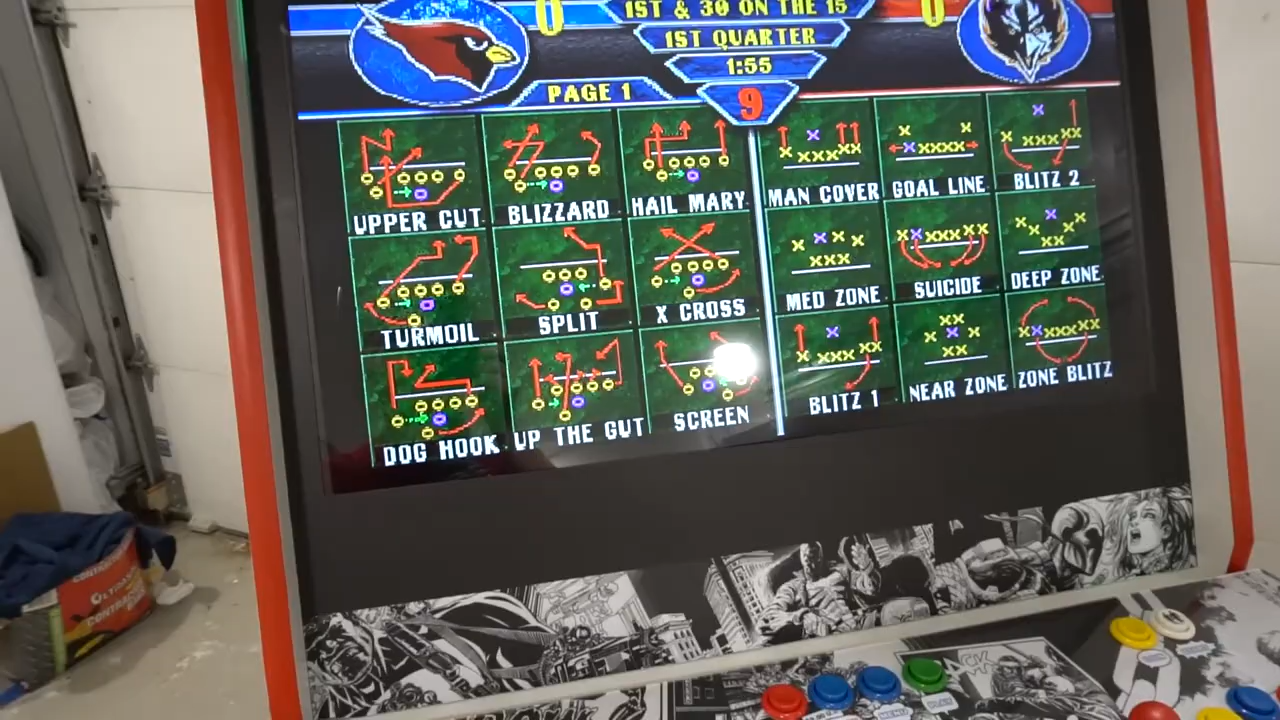 0
1ST & 30 ON THE 15
0
1ST QUARTER
1:55
PAGE 1
9
UPPER CUT
BLIZZARD
HAIL MARY
MAN COVER
GOAL LINE
BLITZ 2
TURMOIL
SPLIT
X CROSS
MED ZONE
SUICIDE
DEEP ZONE
DOG HOOK
UP THE GUT
SCREEN
BLITZ 1
NEAR ZONE
ZONE BLITZ